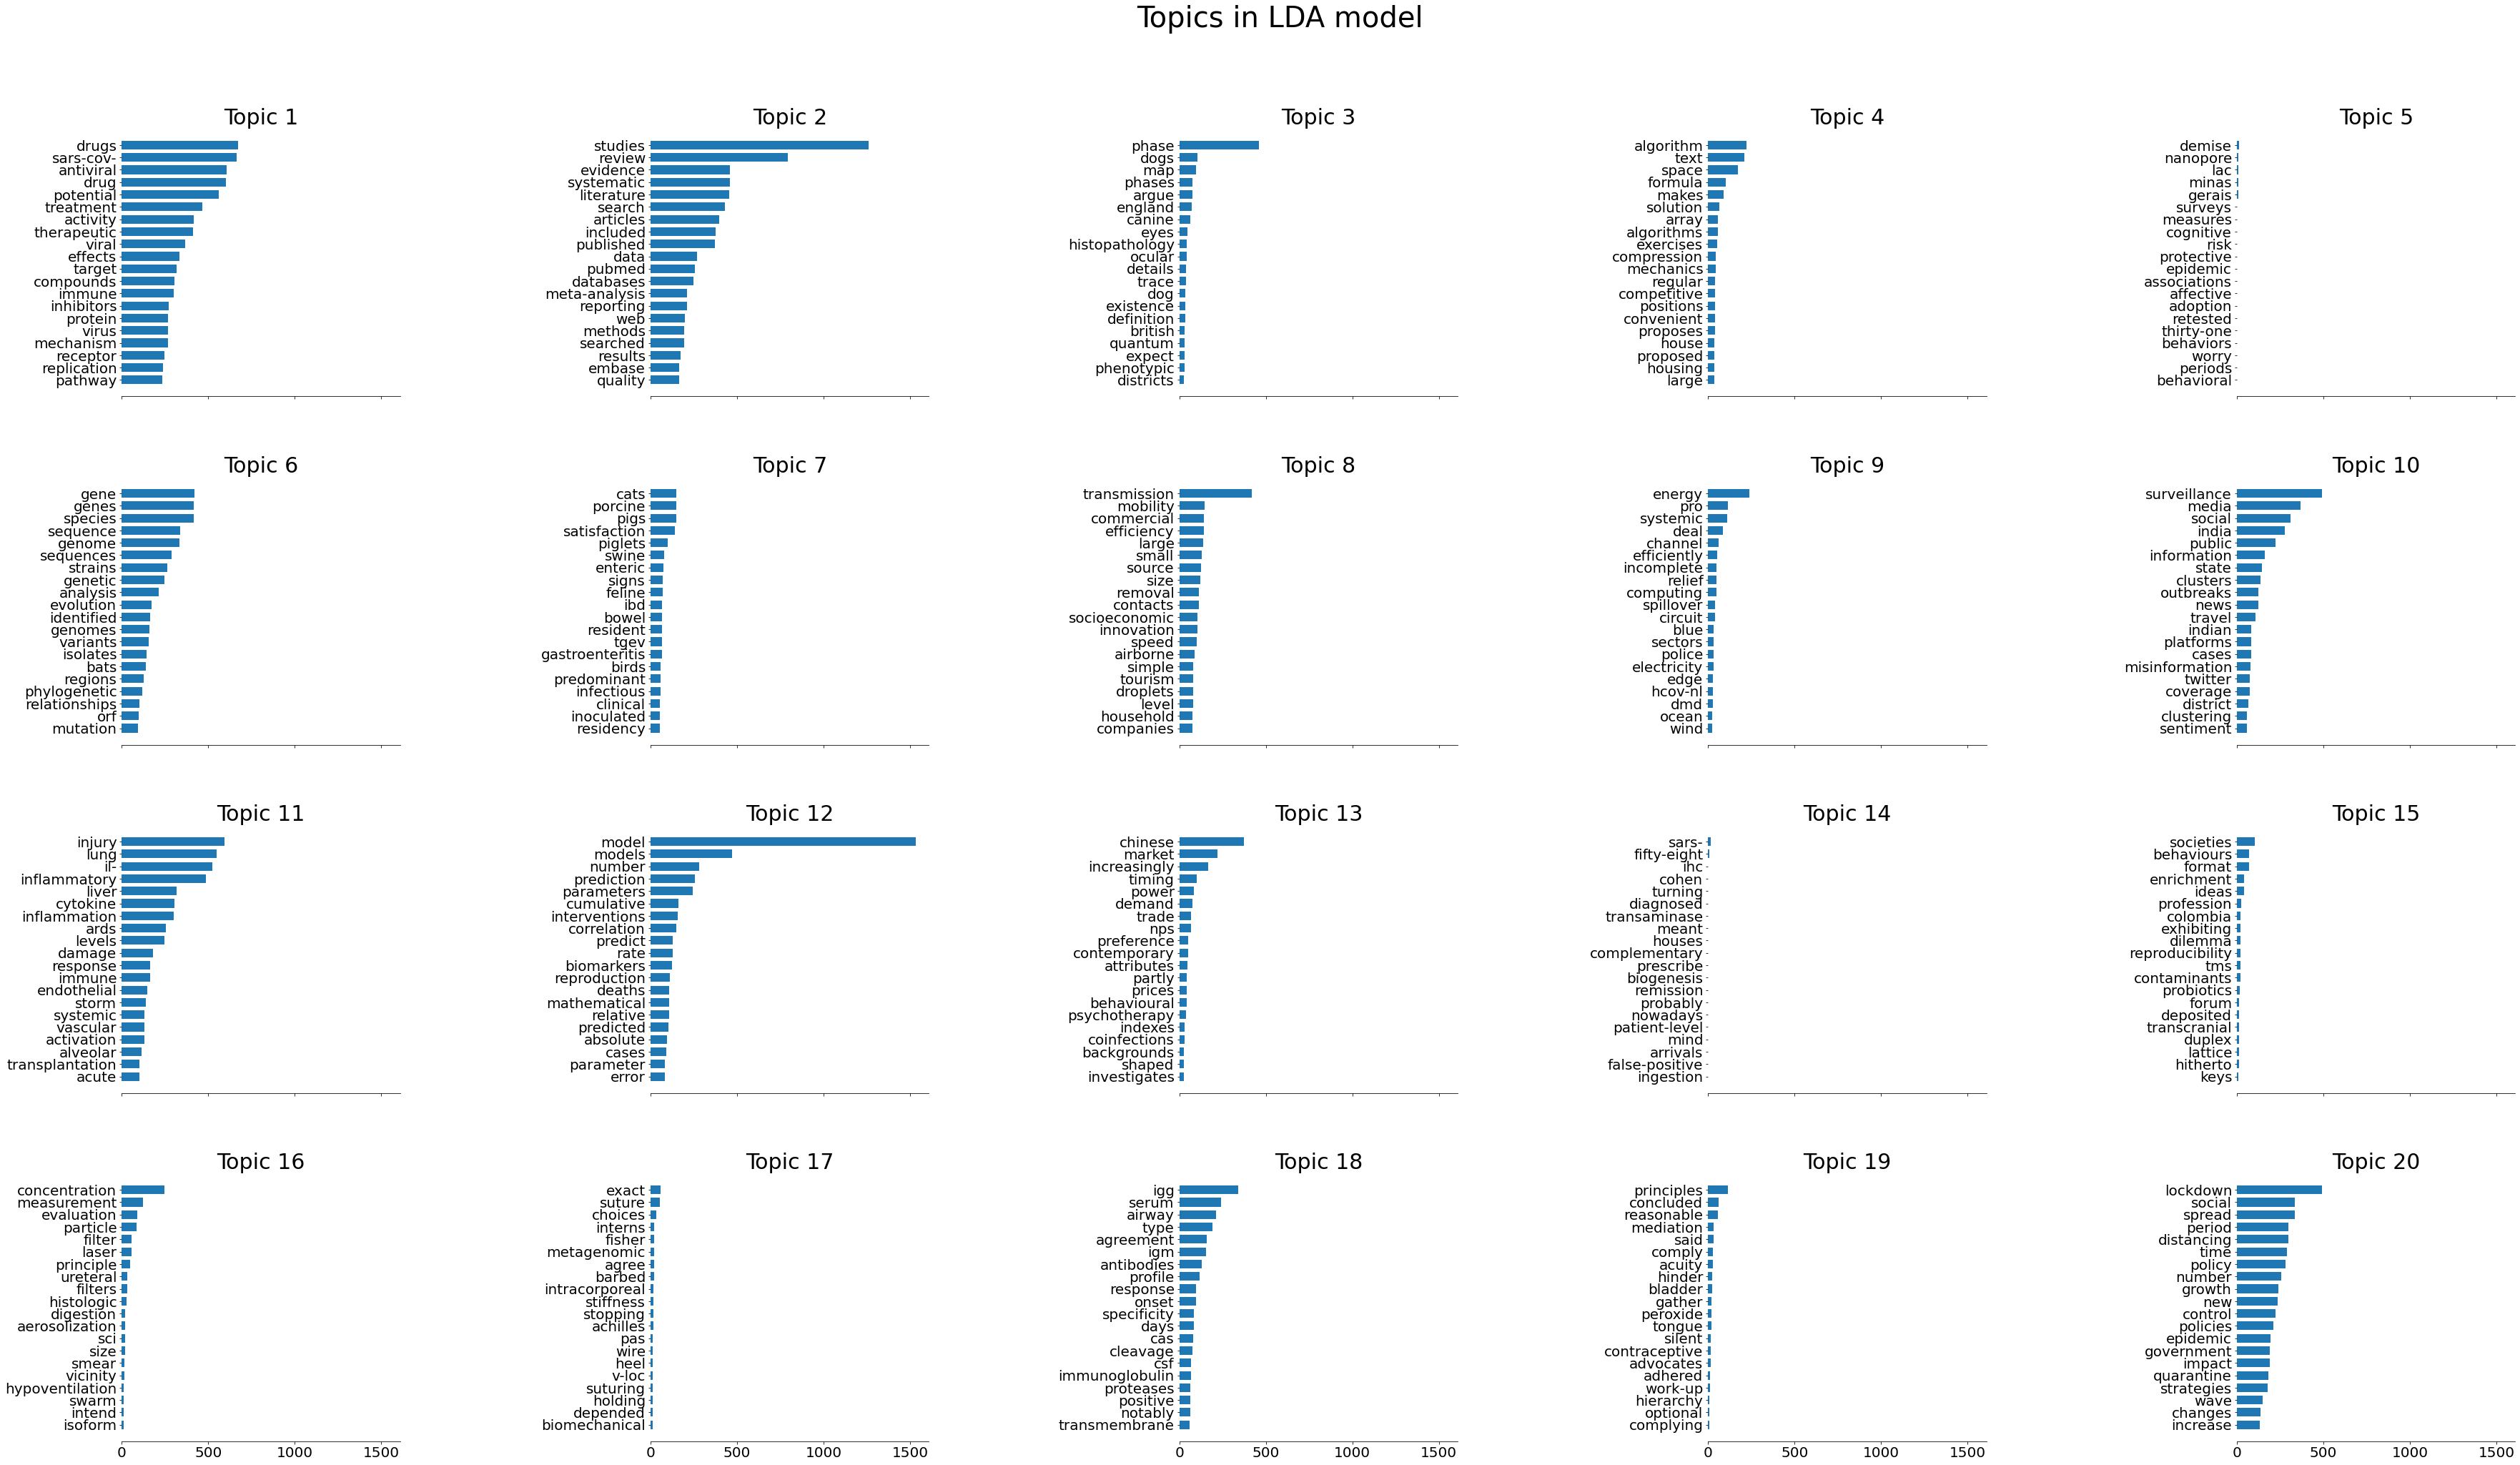 Topics in LDA model
Topic 1
drugs
sars-cov-
antiviral
drug
potential
treatment
activity
therapeutic
viral
effects
target
compounds
immune
inhibitors
protein
virus
mechanism
receptor
replication
pathway
Topic 2
studies
review
evidence
systematic
literature
search
articles
included
published
data
pubmed
databases
meta-analysis
reporting
web
methods
searched
results
embase
quality
Topic 3
phase
dogs
map
phases
argue
england
canine
eyes
histopathology
ocular
details
trace
dog
existence
definition
british
quantum
expect
phenotypic
districts
Topic 4
algorithm
text
space
formula
makes
solution
array
algorithms
exercises
compression
mechanics
regular
competitive
positions
convenient
proposes
house
proposed
housing
large
Topic 5
demise
nanopore
lac
minas
gerais
surveys
measures
cognitive
risk
protective
epidemic
associations
affective
adoption
retested
thirty-one
behaviors
worry
periods
behavioral
Topic 6
gene
genes
species
sequence
genome
sequences
strains
genetic
analysis
evolution
identified
genomes
variants
isolates
bats
regions
phylogenetic
relationships
orf
mutation
Topic 7
cats
porcine
pigs
satisfaction
piglets
swine
enteric
signs
feline
ibd
bowel
resident
tgev
gastroenteritis
birds
predominant
infectious
clinical
inoculated
residency
Topic 8
transmission
mobility
commercial
efficiency
large
small
source
size
removal
contacts
socioeconomic
innovation
speed
airborne
simple
tourism
droplets
level
household
companies
Topic 9
energy
pro
systemic
deal
channel
efficiently
incomplete
relief
computing
spillover
circuit
blue
sectors
police
electricity
edge
hcov-nl
dmd
ocean
wind
Topic 10
surveillance
media
social
india
public
information
state
clusters
outbreaks
news
travel
indian
platforms
cases
misinformation
twitter
coverage
district
clustering
sentiment
Topic 11
injury
lung
il-
inflammatory
liver
cytokine
inflammation
ards
levels
damage
response
immune
endothelial
storm
systemic
vascular
activation
alveolar
transplantation
acute
Topic 12
model
models
number
prediction
parameters
cumulative
interventions
correlation
predict
rate
biomarkers
reproduction
deaths
mathematical
relative
predicted
absolute
cases
parameter
error
Topic 13
chinese
market
increasingly
timing
power
demand
trade
nps
preference
contemporary
attributes
partly
prices
behavioural
psychotherapy
indexes
coinfections
backgrounds
shaped
investigates
Topic 14
sars-
fifty-eight
ihc
cohen
turning
diagnosed
transaminase
meant
houses
complementary
prescribe
biogenesis
remission
probably
nowadays
patient-level
mind
arrivals
false-positive
ingestion
Topic 15
societies
behaviours
format
enrichment
ideas
profession
colombia
exhibiting
dilemma
reproducibility
tms
contaminants
probiotics
forum
deposited
transcranial
duplex
lattice
hitherto
keys
Topic 16
concentration
measurement
evaluation
particle
filter
laser
principle
ureteral
filters
histologic
digestion
aerosolization
sci
size
smear
vicinity
hypoventilation
swarm
intend
isoform
0 500 1000 1500
Topic 17
exact
suture
choices
interns
fisher
metagenomic
agree
barbed
intracorporeal
stiffness
stopping
achilles
pas
wire
heel
v-loc
suturing
holding
depended
biomechanical
0 500 1000 1500
Topic 18
igg
serum
airway
type
agreement
igm
antibodies
profile
response
onset
specificity
days
cas
cleavage
csf
immunoglobulin
proteases
positive
notably
transmembrane
0 500 1000 1500
Topic 19
principles
concluded
reasonable
mediation
said
comply
acuity
hinder
bladder
gather
peroxide
tongue
silent
contraceptive
advocates
adhered
work-up
hierarchy
optional
complying
0 500 1000 1500
Topic 20
lockdown
social
spread
period
distancing
time
policy
number
growth
new
control
policies
epidemic
government
impact
quarantine
strategies
wave
changes
increase
0 500 1000 1500